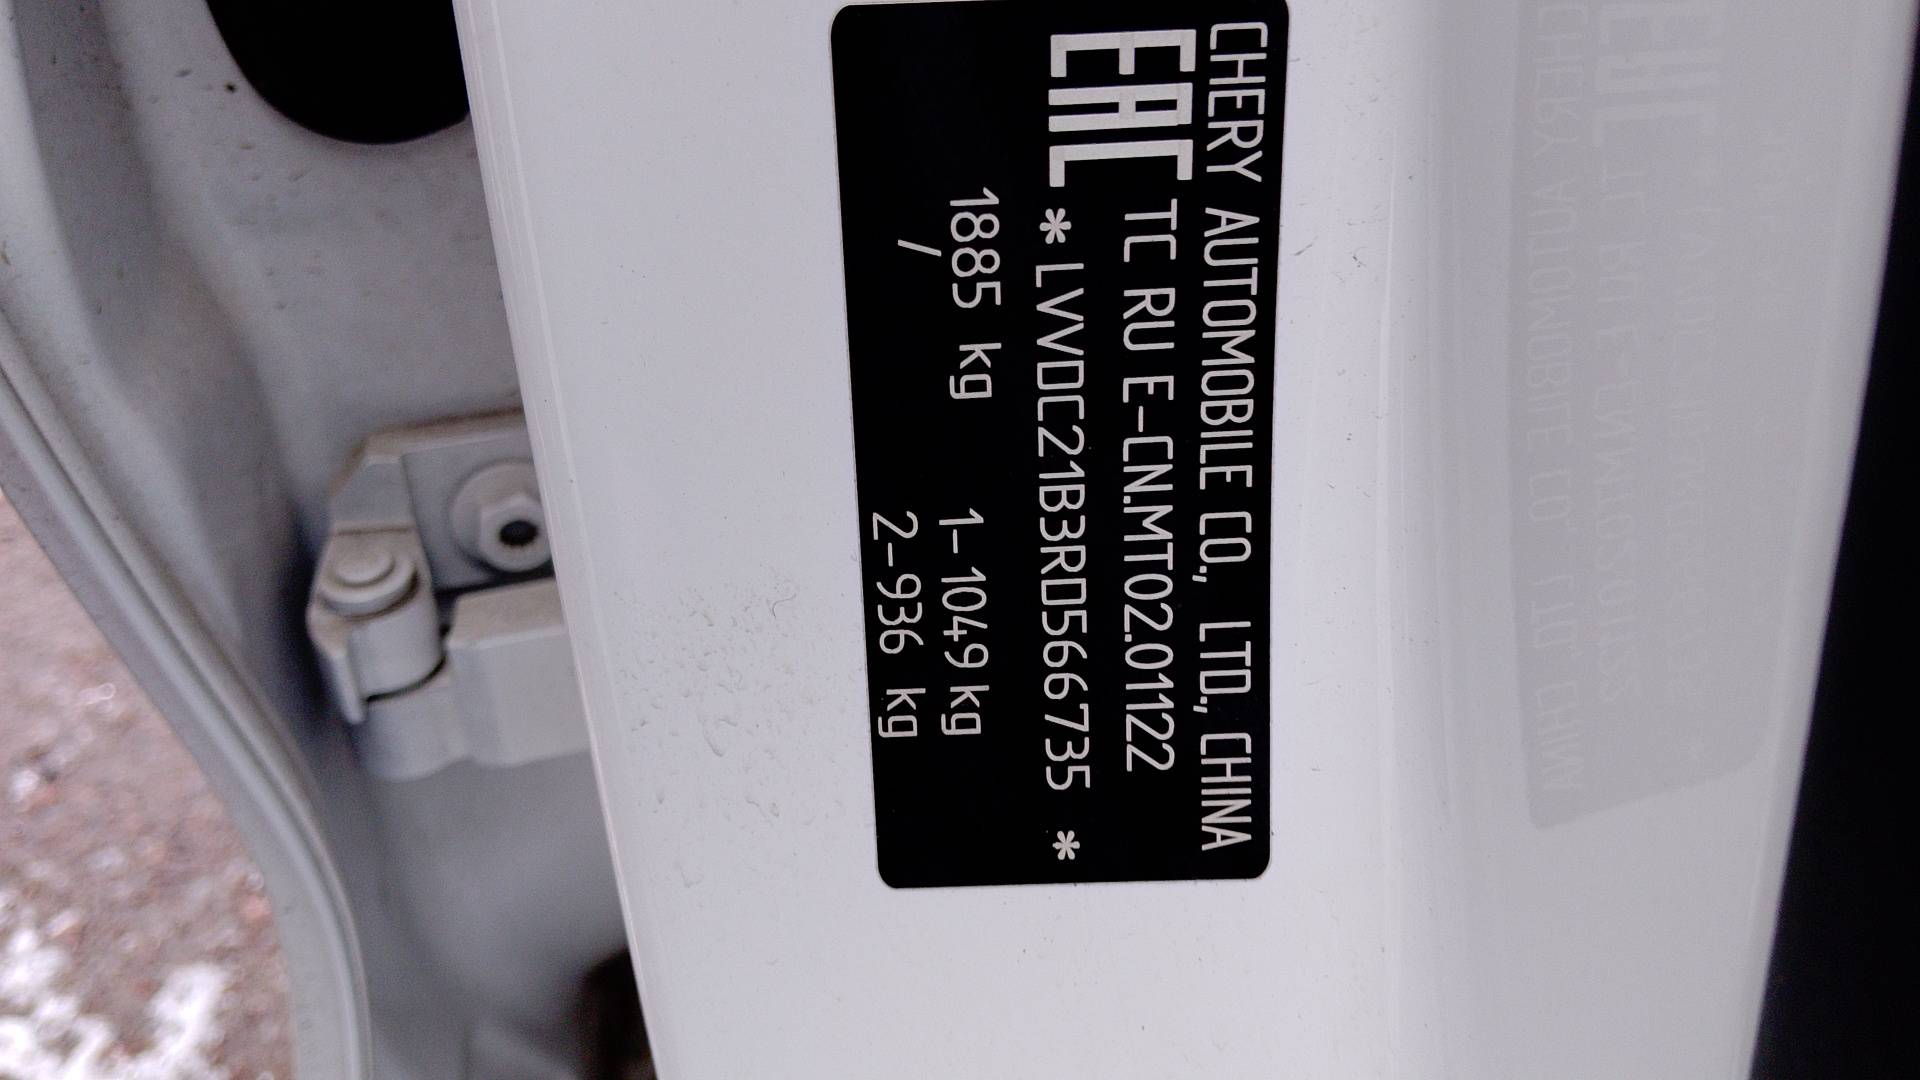 CHERY AUTOMOBILE CO., LTD., CHINA
EAC TC RU E-CN.MT02.01122
*LVVDC21B3RD566735*
1885 kg 1-1049 kg
/ 2-936 kg